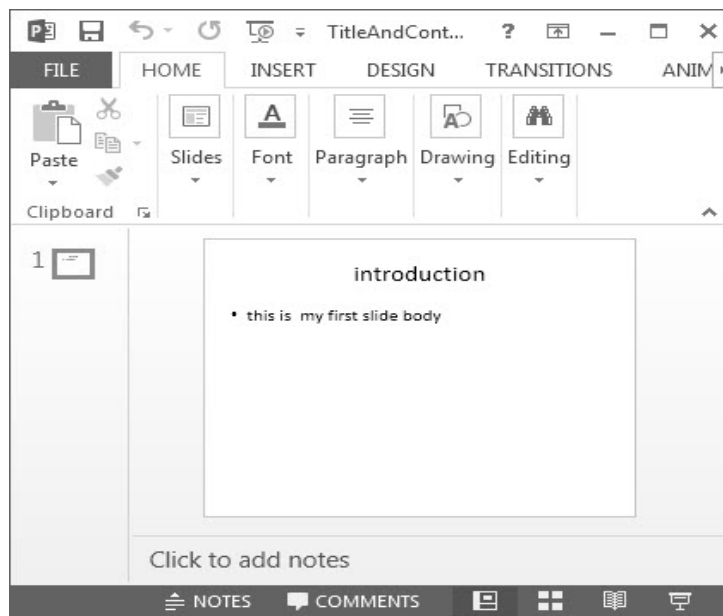 TitleAndCont... ?
FILE HOME INSERT DESIGN TRANSITIONS ANIM
Paste Slides Font Paragraph Drawing Editing
Clipboard
1
introduction
• this is my first slide body
Click to add notes
NOTES COMMENTS